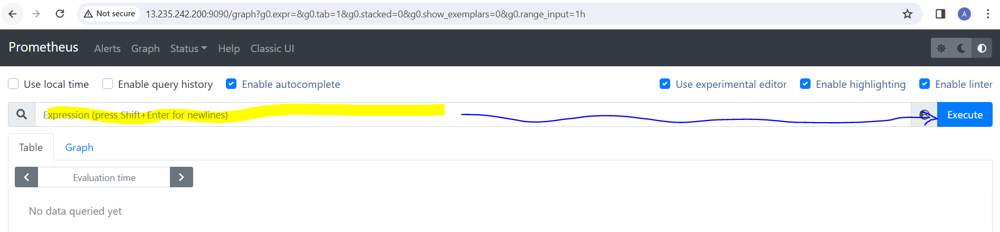 Not secure 13.235.242.200:9090/graph?g0.expr=&g0.tab=1&g0.stacked=0&g0.show_exemplars=0&g0.range_input=1h A
Prometheus Alerts Graph Status Help Classic UI
Use local time Enable query history Enable autocomplete Use experimental editor Enable highlighting Enable linter
Expression (press Shift+Enter for newlines) Execute
Table Graph
Evaluation time
No data queried yet